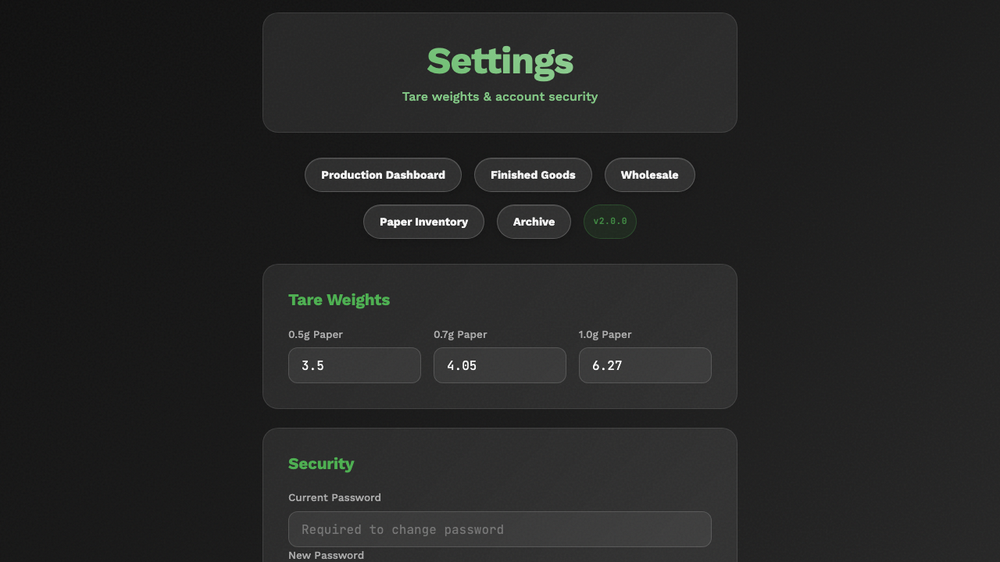 Settings
Tare weights & account security
Production Dashboard
Finished Goods
Wholesale
Paper Inventory
Archive
v2.0.0
Tare Weights
0.5g Paper
0.7g Paper
1.0g Paper
3.5
4.05
6.27
Security
Current Password
Required to change password
New Password